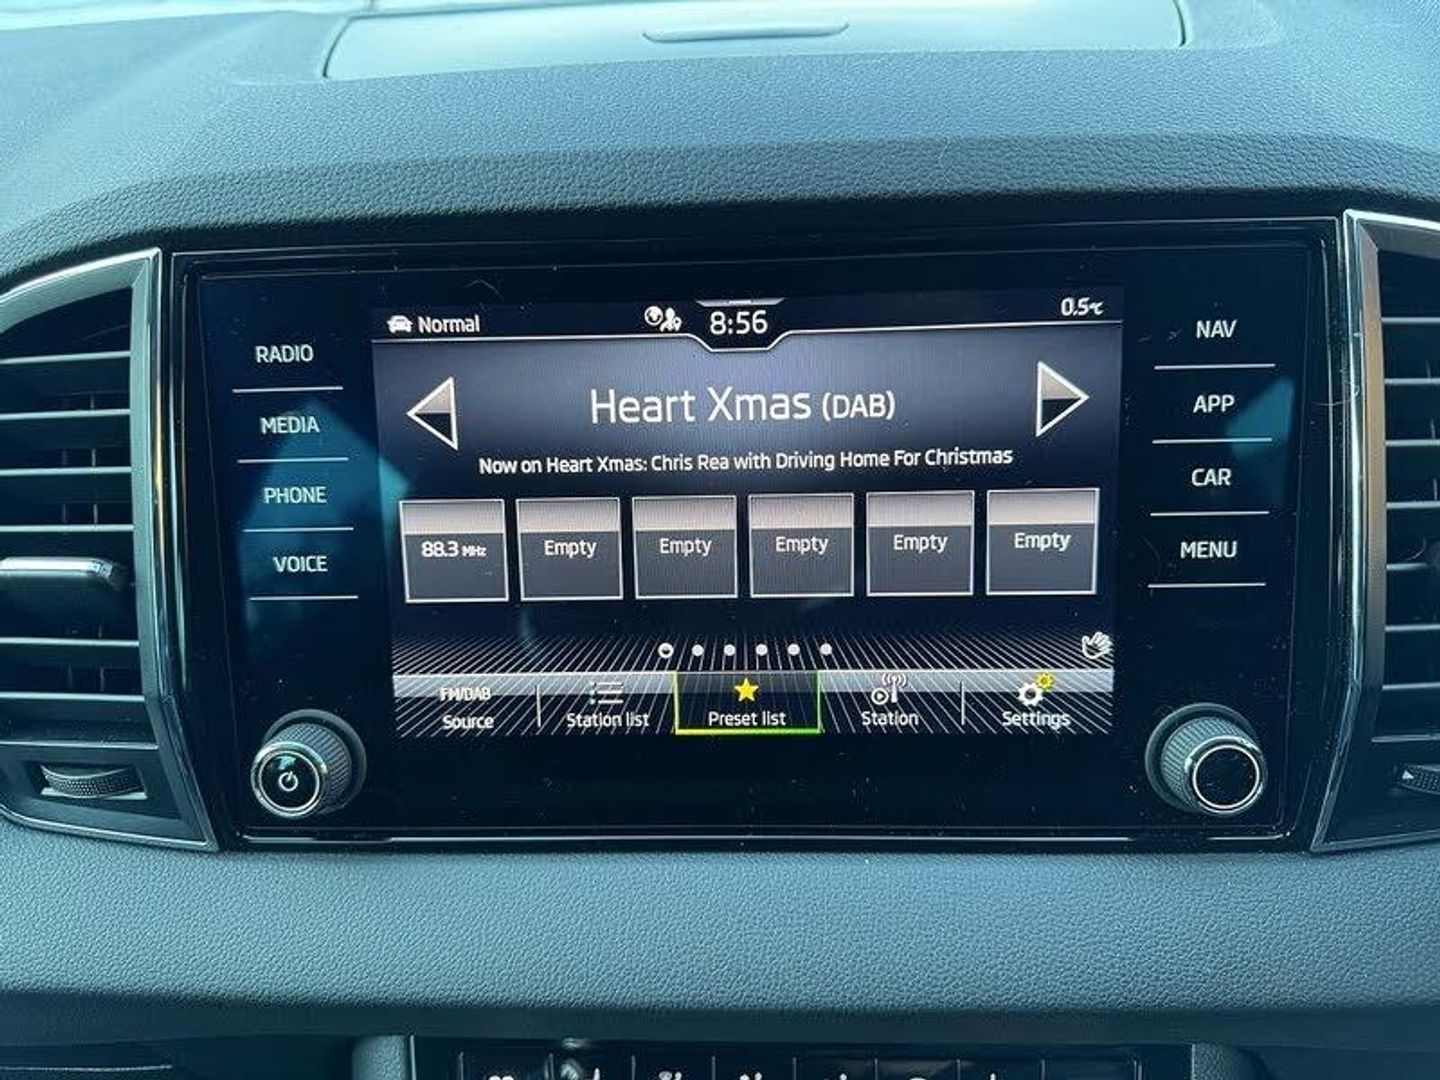 Normal
8:56
0.5°C
RADIO
MEDIA
PHONE
VOICE
Heart Xmas (DAB)
Now on Heart Xmas: Chris Rea with Driving Home For Christmas
88.3 MHz
Empty
Empty
Empty
Empty
Empty
FM/DAB
Source
Station list
Preset list
Station
Settings
NAV
APP
CAR
MENU